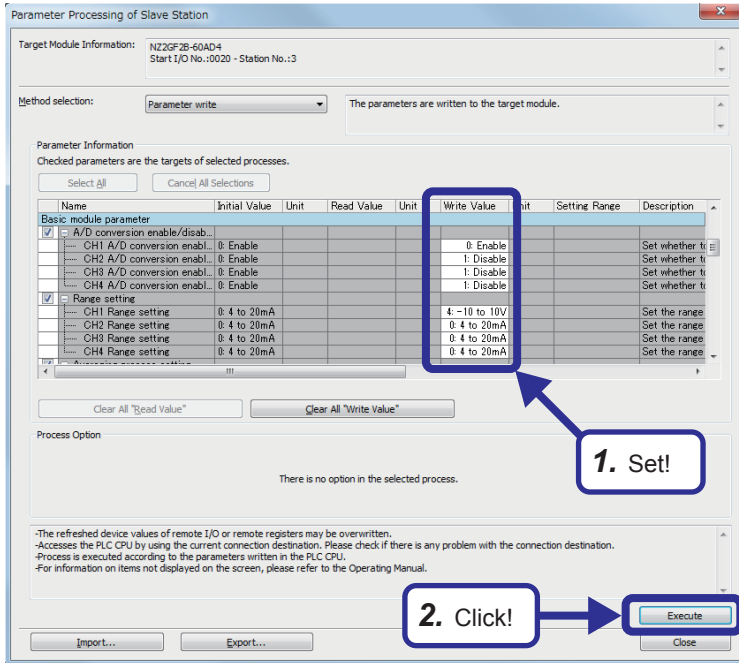 Parameter Processing of Slave Station
Target Module Information:
NZ2GF2B-60AD4
Start I/O No.:0020 - Station No.:3
Method selection:
Parameter write
The parameters are written to the target module.
Parameter Information
Checked parameters are the targets of selected processes.
Select All
Cancel All Selections
Name Initial Value Unit Read Value Unit Write Value Unit Setting Range Description
Basic module parameter
A/D conversion enable/disab...
CH1 A/D conversion enabl... 0: Enable 0: Enable Set whether to
CH2 A/D conversion enabl... 0: Enable 1: Disable Set whether to
CH3 A/D conversion enabl... 0: Enable 1: Disable Set whether to
CH4 A/D conversion enabl... 0: Enable 1: Disable Set whether to
Range setting
CH1 Range setting 0: 4 to 20mA 4: -10 to 10V Set the range
CH2 Range setting 0: 4 to 20mA 0: 4 to 20mA Set the range
CH3 Range setting 0: 4 to 20mA 0: 4 to 20mA Set the range
CH4 Range setting 0: 4 to 20mA 0: 4 to 20mA Set the range
Clear All "Read Value"
Clear All "Write Value"
1. Set!
Process Option
There is no option in the selected process.
-The refreshed device values of remote I/O or remote registers may be overwritten.
-Accesses the PLC CPU by using the current connection destination. Please check if there is any problem with the connection destination.
-Process is executed according to the parameters written in the PLC CPU.
-For information on items not displayed on the screen, please refer to the Operating Manual.
2. Click!
Execute
Import...
Export...
Close